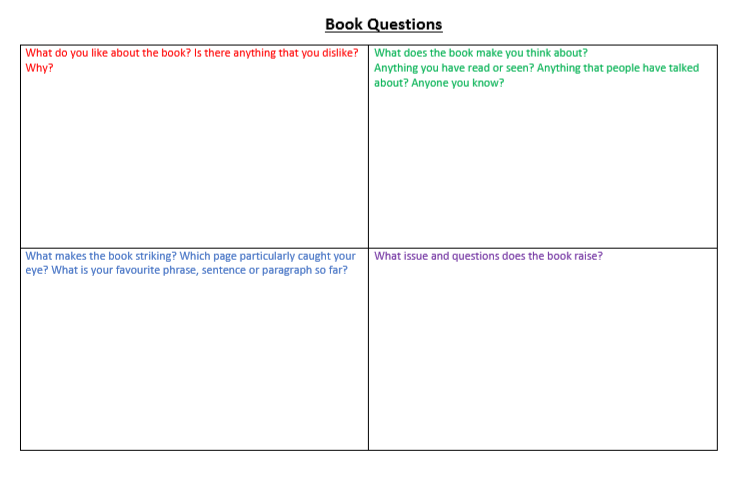 Book Questions
What do you like about the book? Is there anything that you dislike?
Why?
What does the book make you think about?
Anything you have read or seen? Anything that people have talked
about? Anyone you know?
What makes the book striking? Which page particularly caught your
eye? What is your favourite phrase, sentence or paragraph so far?
What issue and questions does the book raise?